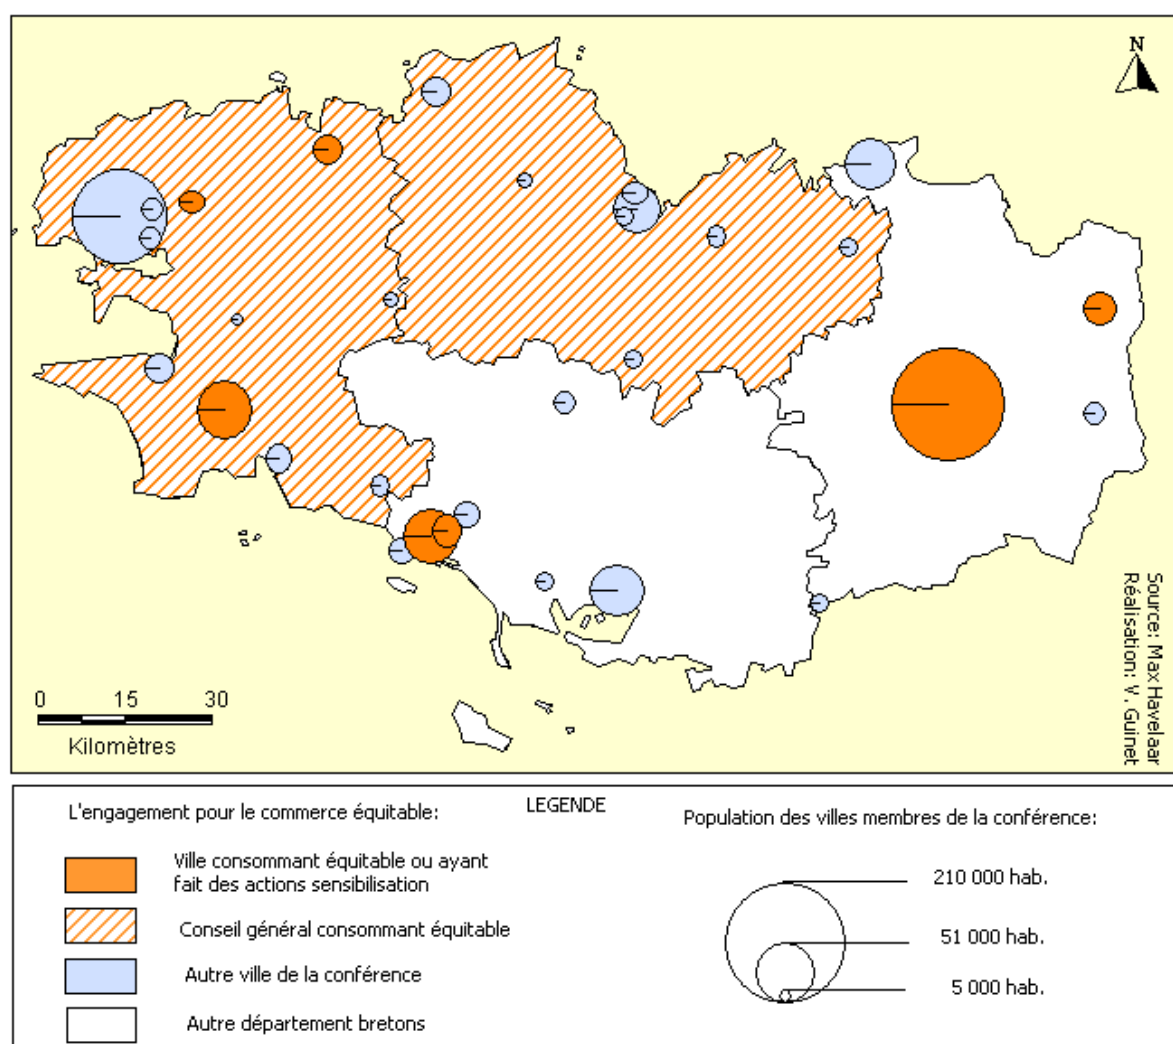 N
0 15 30
Kilomètres
Source: Max Havelaar
Réalisation: V. Guinet
LEGENDE
L'engagement pour le commerce équitable:
Ville consommant équitable ou ayant
fait des actions sensibilisation
Conseil général consommant équitable
Autre ville de la conférence
Autre département bretons
Population des villes membres de la conférence:
210 000 hab.
51 000 hab.
5 000 hab.